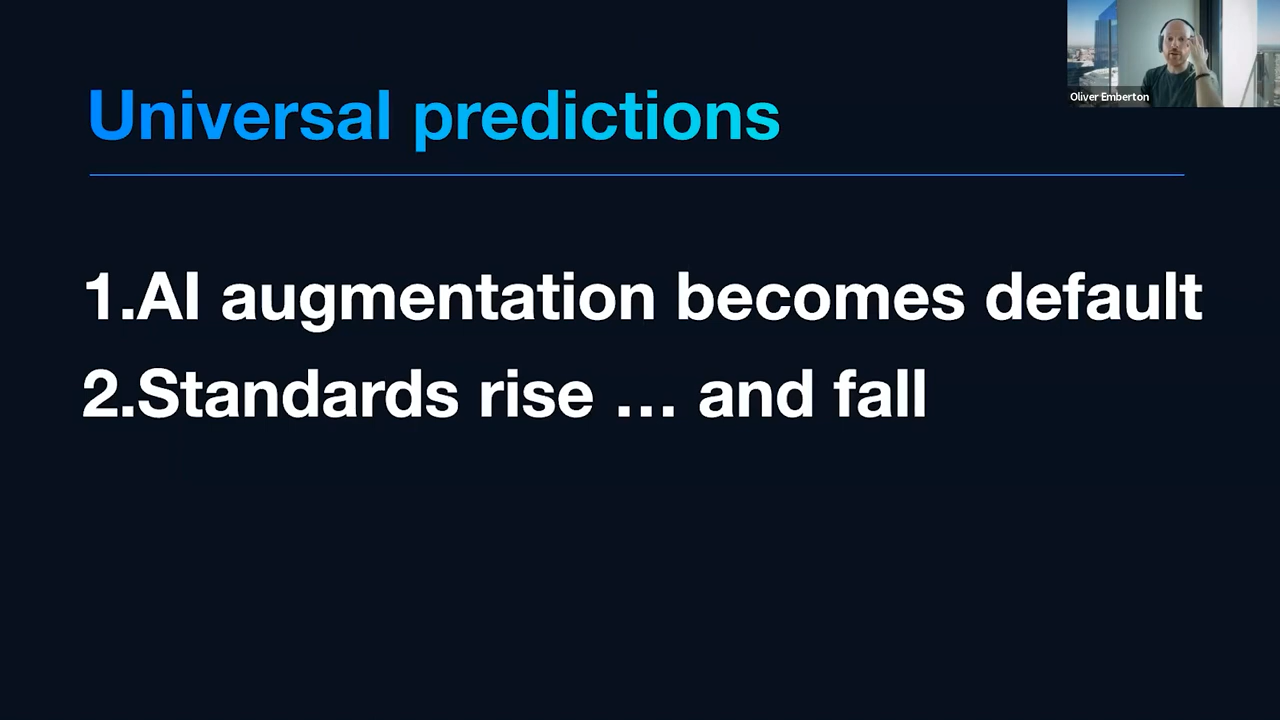 Universal predictions
Oliver Emberton
1.AI augmentation becomes default
2.Standards rise … and fall